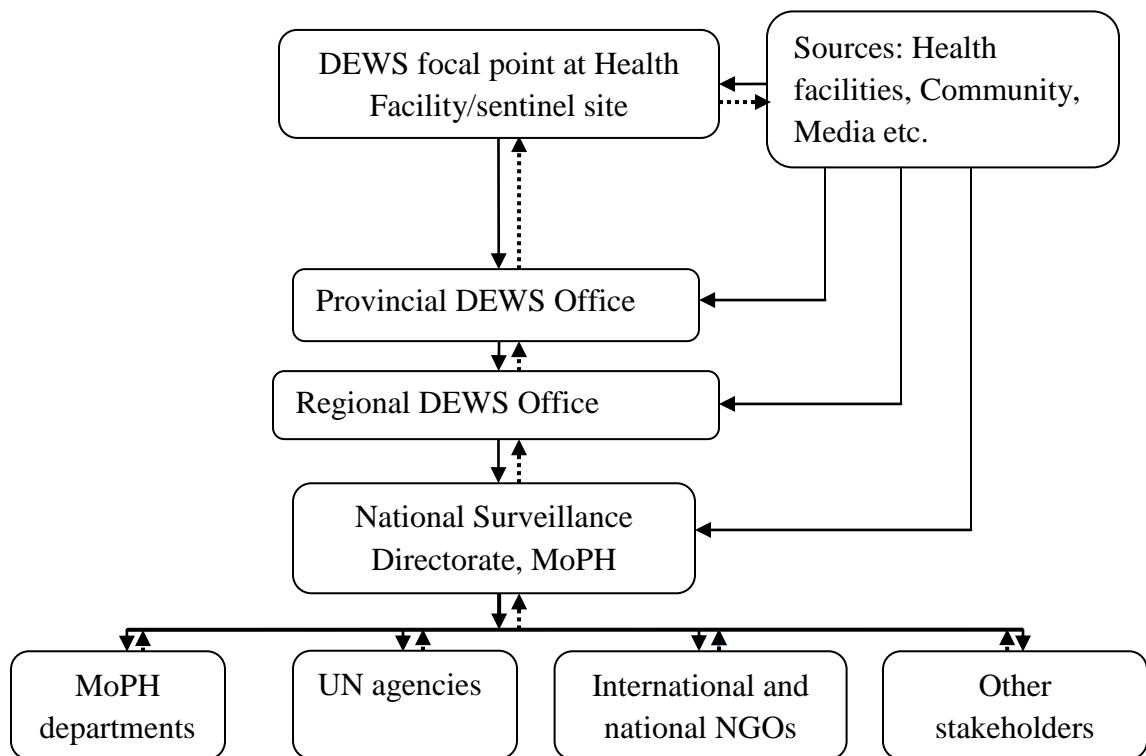 DEWS focal point at Health
Facility/sentinel site
Sources: Health
facilities, Community,
Media etc.
Provincial DEWS Office
Regional DEWS Office
National Surveillance
Directorate, MoPH
MoPH
departments
UN agencies
International and
national NGOs
Other
stakeholders